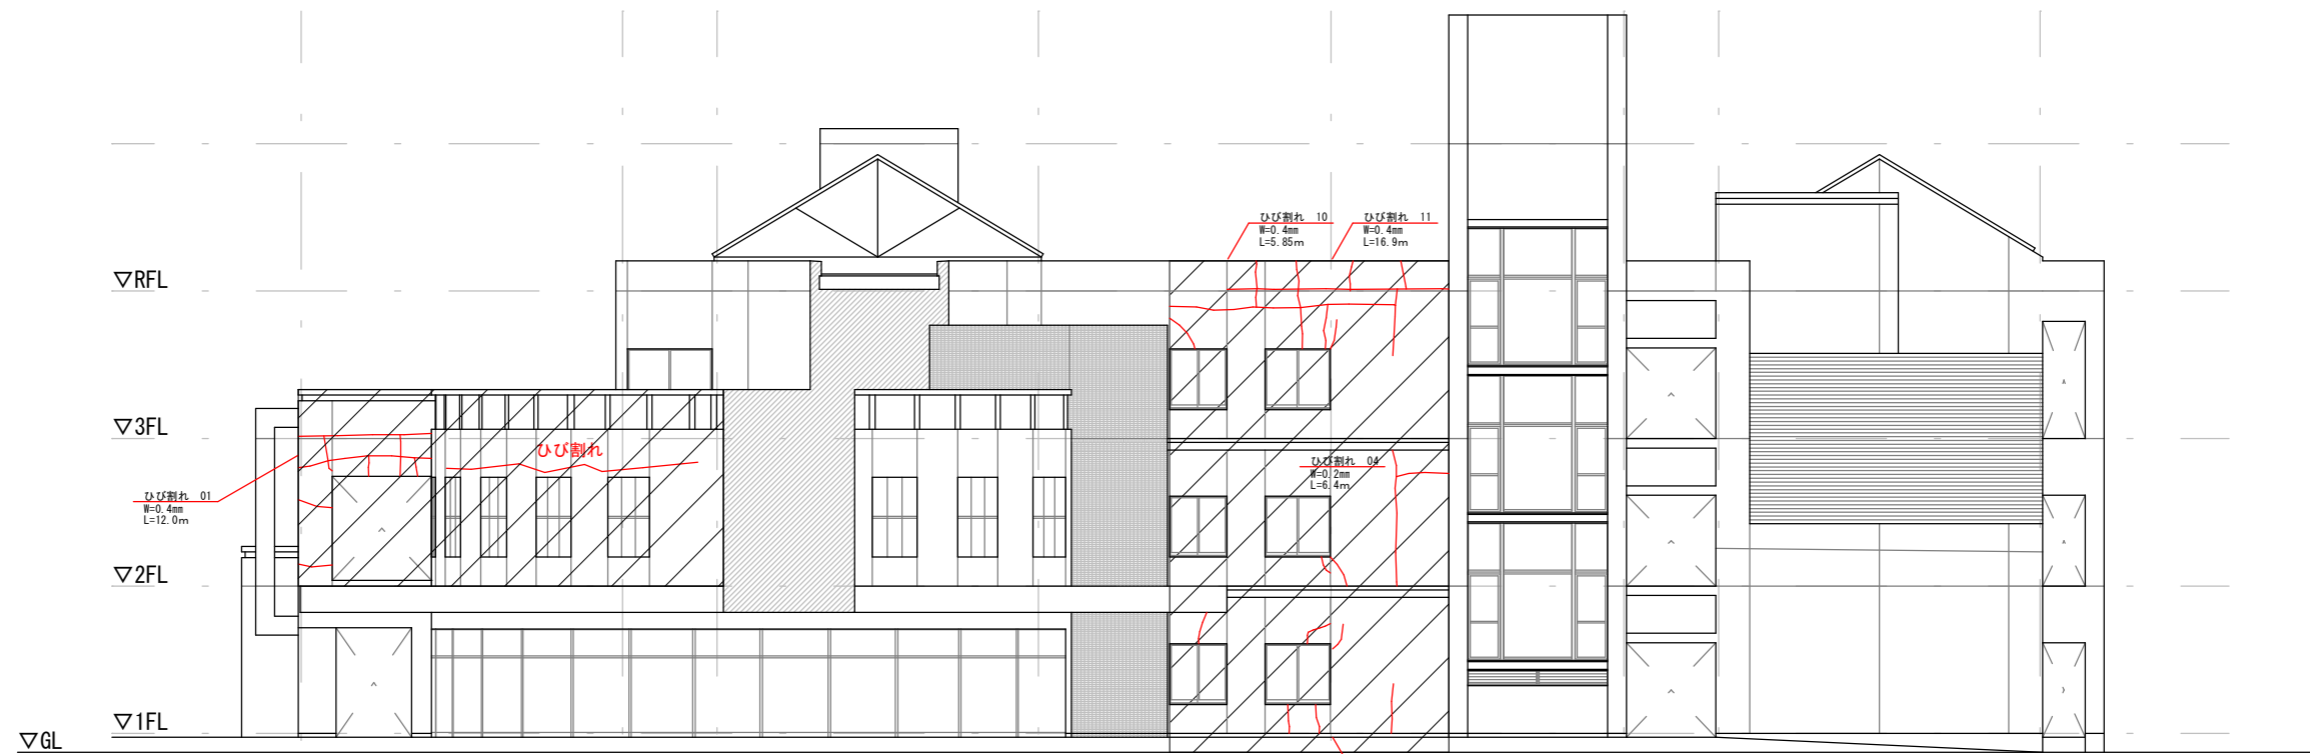 ひび割れ 10
W=0.4mm
L=5.85m
ひび割れ 11
W=0.4mm
L=16.9m
▽RFL
▽3FL
ひび割れ
ひび割れ 04
W=0.2mm
L=6.4m
ひび割れ 01
W=0.4mm
L=12.0m
▽2FL
▽1FL
▽GL